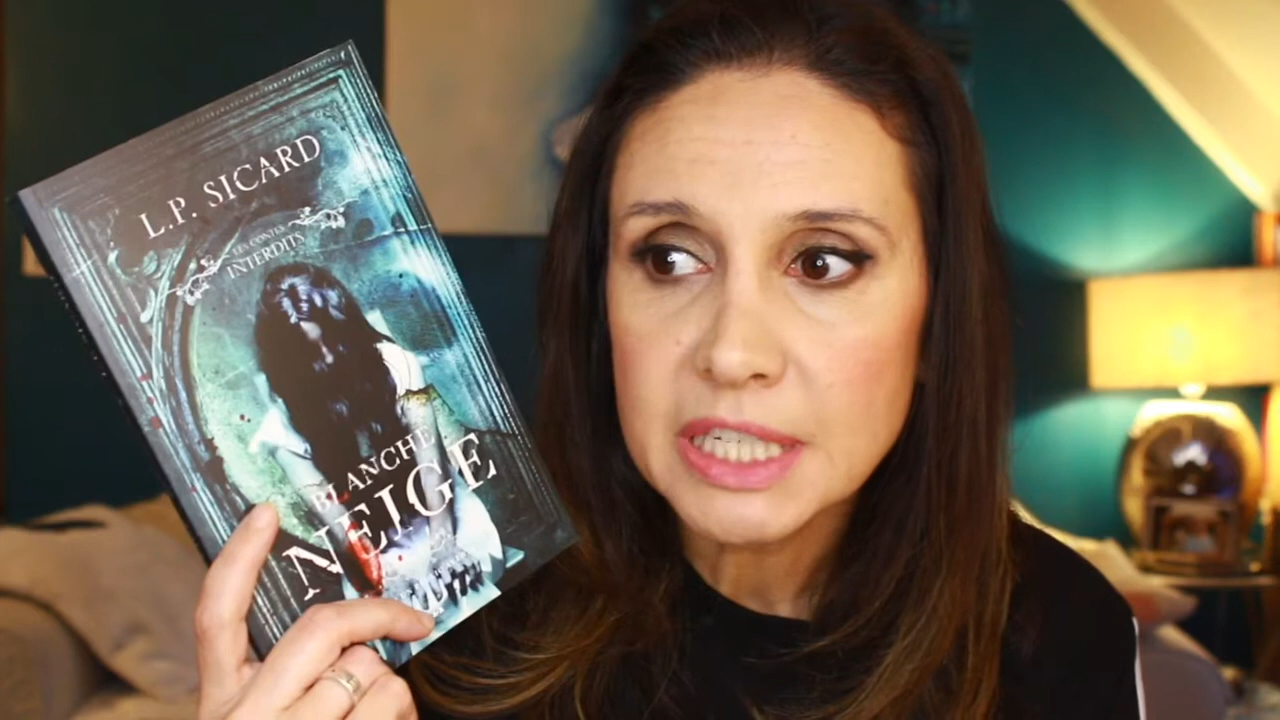 L.P. SICARD
LES CONTES
INTERDITS
BLANCHE
NEIGE